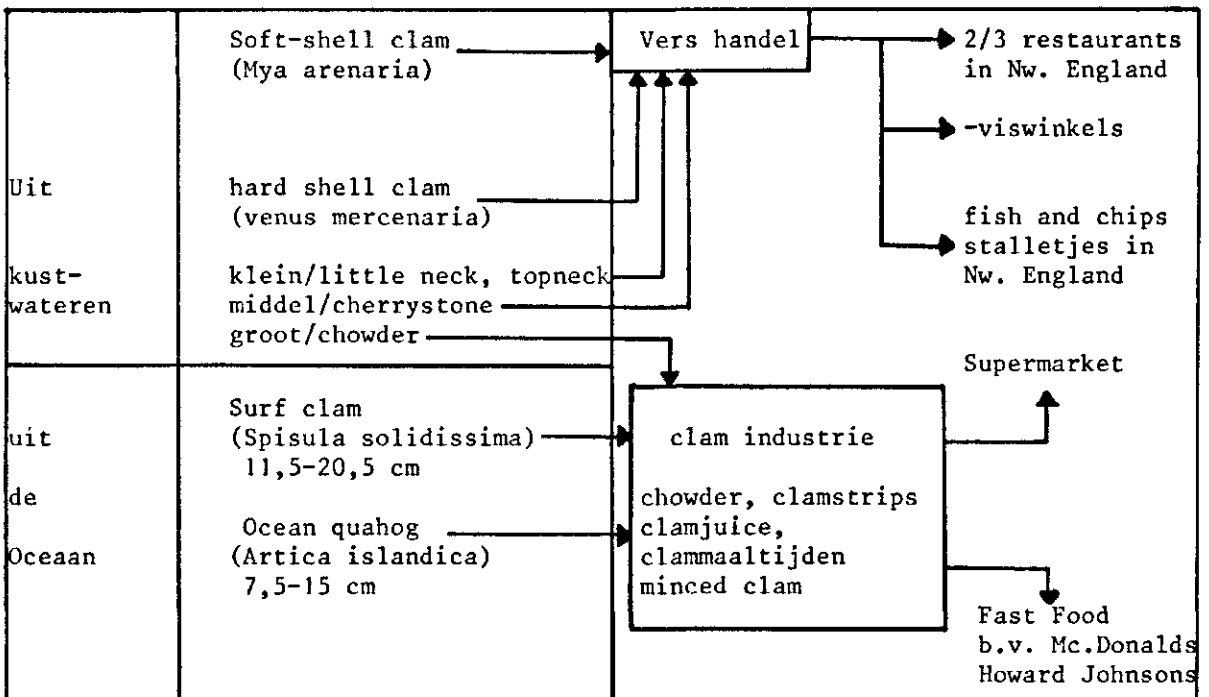 Uit
kust-
wateren
Soft-shell clam
(Mya arenaria)
hard shell clam
(venus mercenaria)
klein/little neck, topneck
middel/cherrystone
groot/chowder
Vers handel
2/3 restaurants
in Nw. England
-viswinkels
fish and chips
stalletjes in
Nw. England
uit
de
Oceaan
Surf clam
(Spisula solidissima)
11,5-20,5 cm
Ocean quahog
(Artica islandica)
7,5-15 cm
clam industrie
chowder, clamstrips
clamjuice,
clammaaltijden
minced clam
Supermarket
Fast Food
b.v. Mc.Donalds
Howard Johnsons